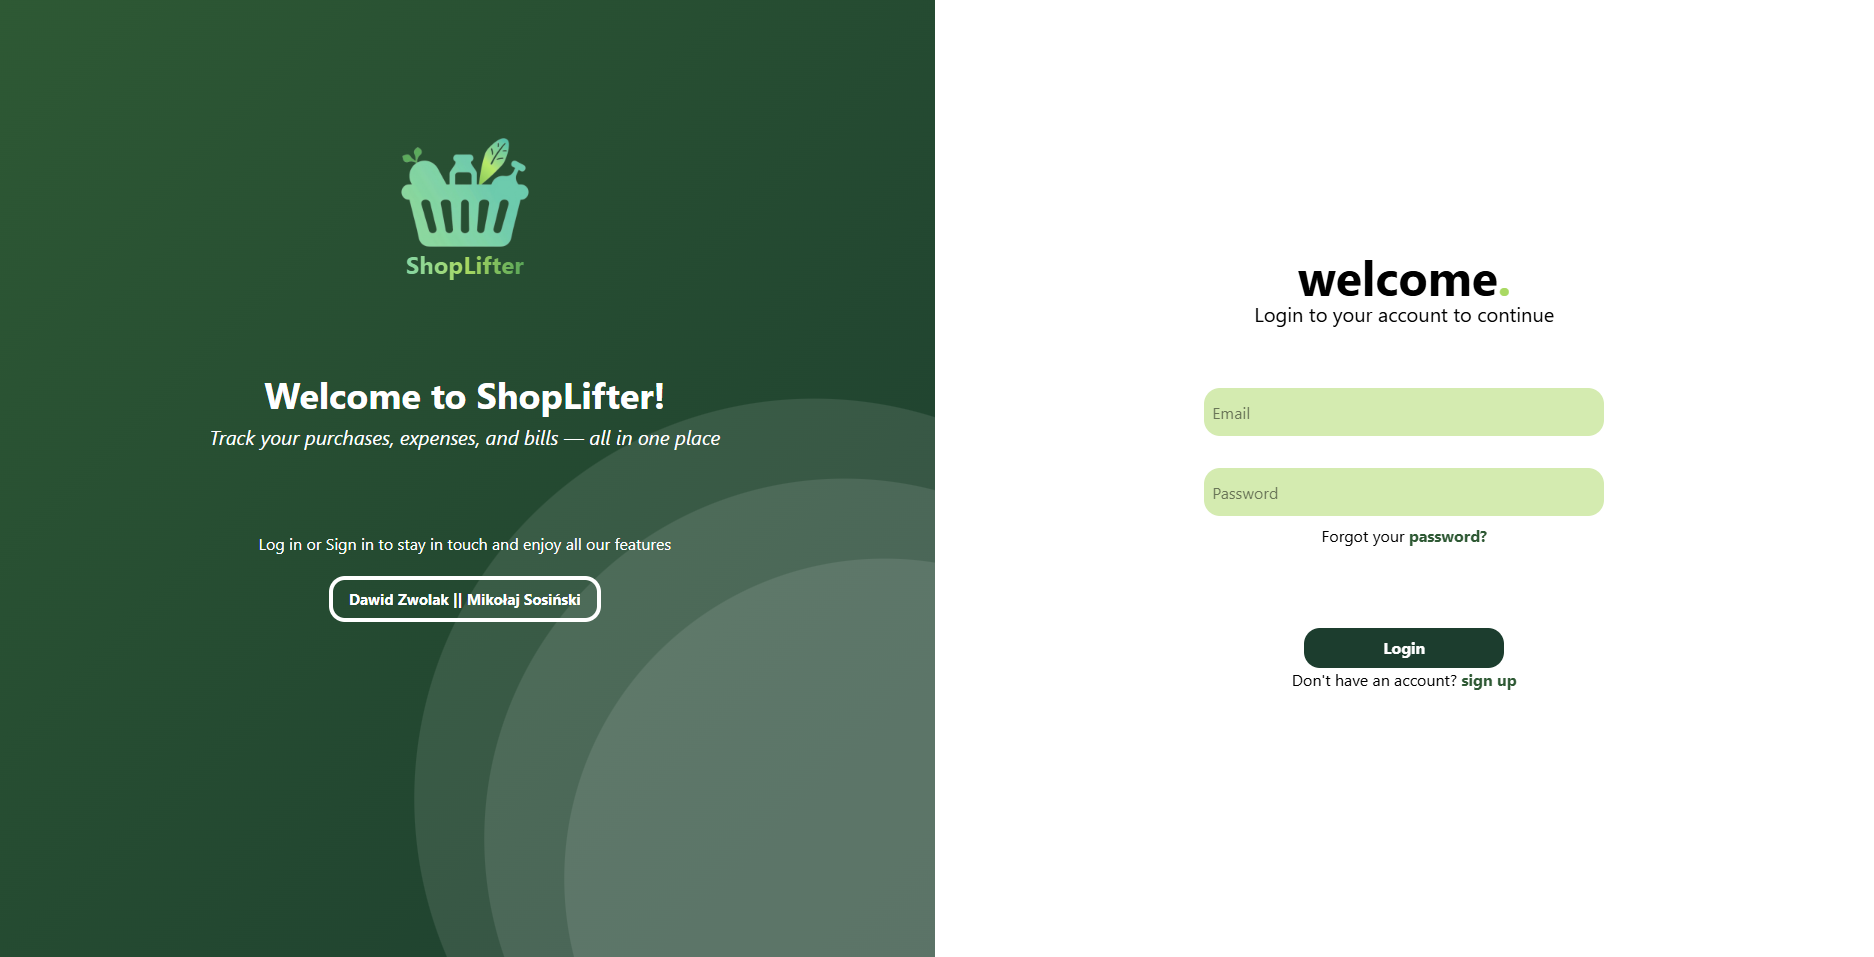 ShopLifter
Welcome to ShopLifter!
Track your purchases, expenses, and bills — all in one place
Log in or Sign in to stay in touch and enjoy all our features
Dawid Zwolak || Mikołaj Sosiński
welcome.
Login to your account to continue
Email
Password
Forgot your password?
Login
Don't have an account? sign up